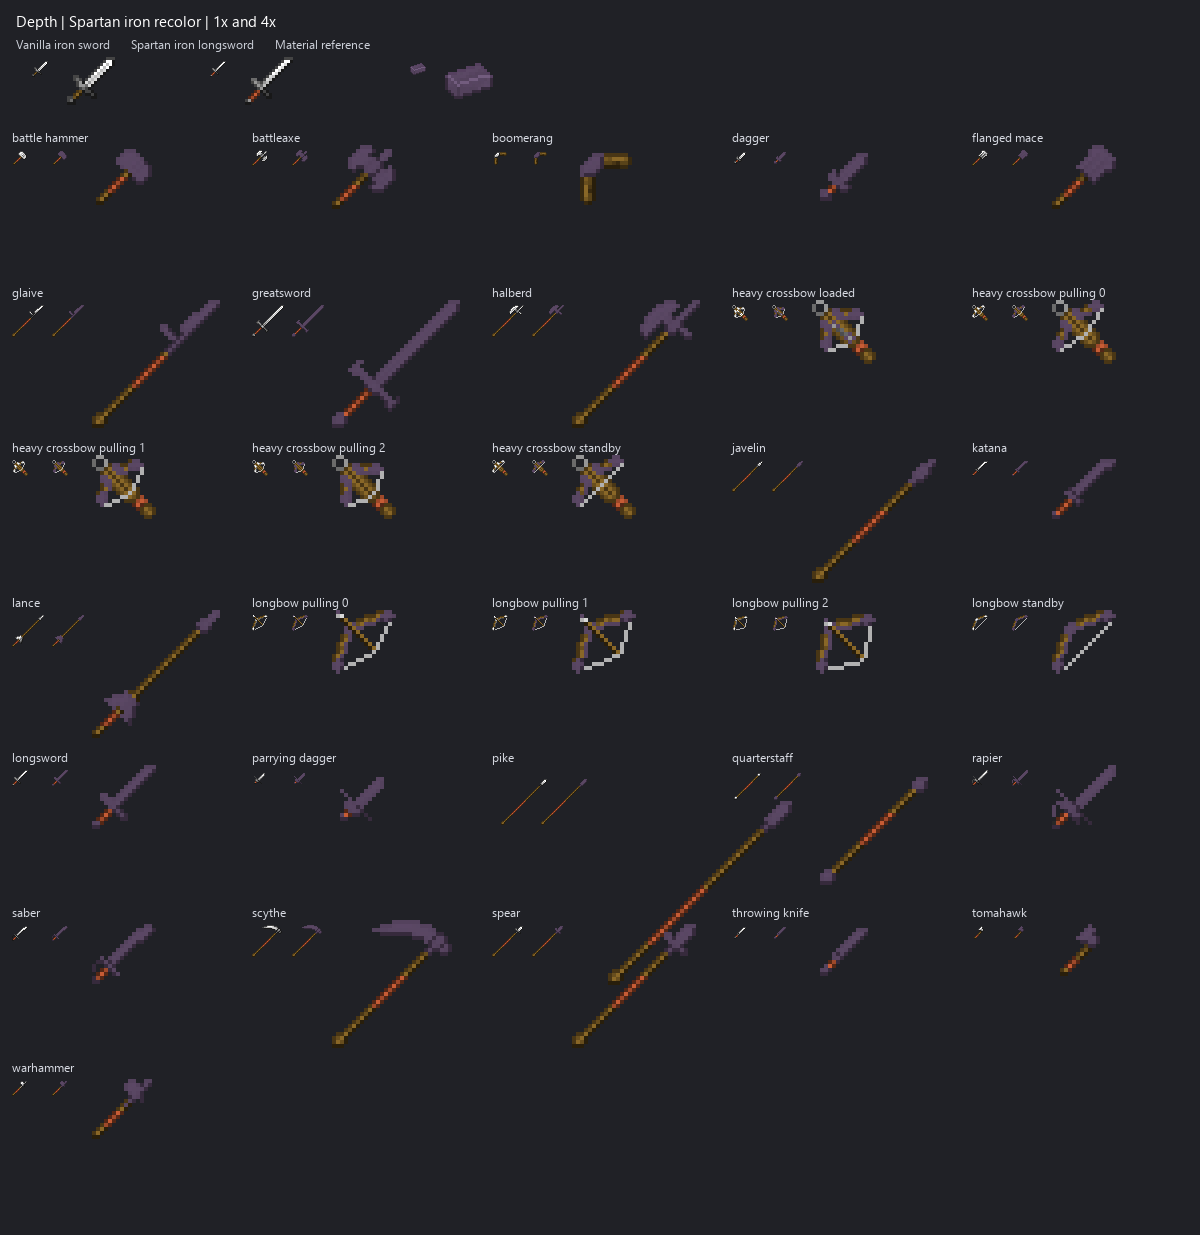 Depth | Spartan iron recolor | 1x and 4x
Vanilla iron sword Spartan iron longsword Material reference
battle hammer battleaxe boomerang dagger flanged mace
glaive greatsword halberd heavy crossbow loaded heavy crossbow pulling 0
heavy crossbow pulling 1 heavy crossbow pulling 2 heavy crossbow standby javelin katana
lance longbow pulling 0 longbow pulling 1 longbow pulling 2 longbow standby
longsword parrying dagger pike quarterstaff rapier
saber scythe spear throwing knife tomahawk
warhammer